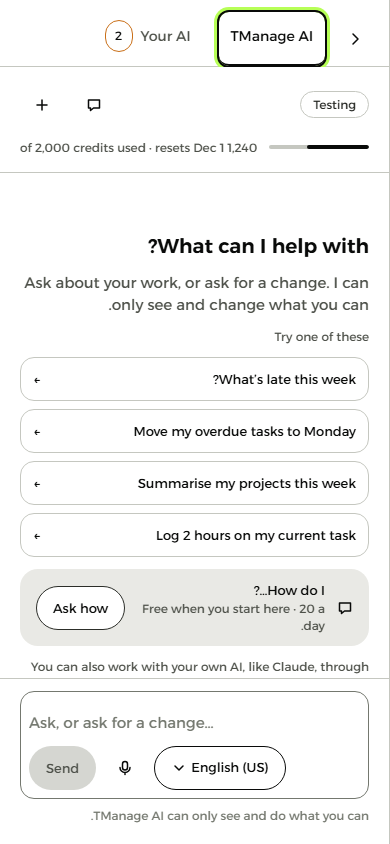 TManage AI
Your AI
2
Testing
of 2,000 credits used · resets Dec 1 1,240
?What can I help with
Ask about your work, or ask for a change. I can
.only see and change what you can
Try one of these
?What's late this week
Move my overdue tasks to Monday
Summarise my projects this week
Log 2 hours on my current task
?…How do I
Free when you start here · 20 a
.day
Ask how
You can also work with your own AI, like Claude, through
Ask, or ask for a change…
English (US)
Send
.TManage AI can only see and do what you can